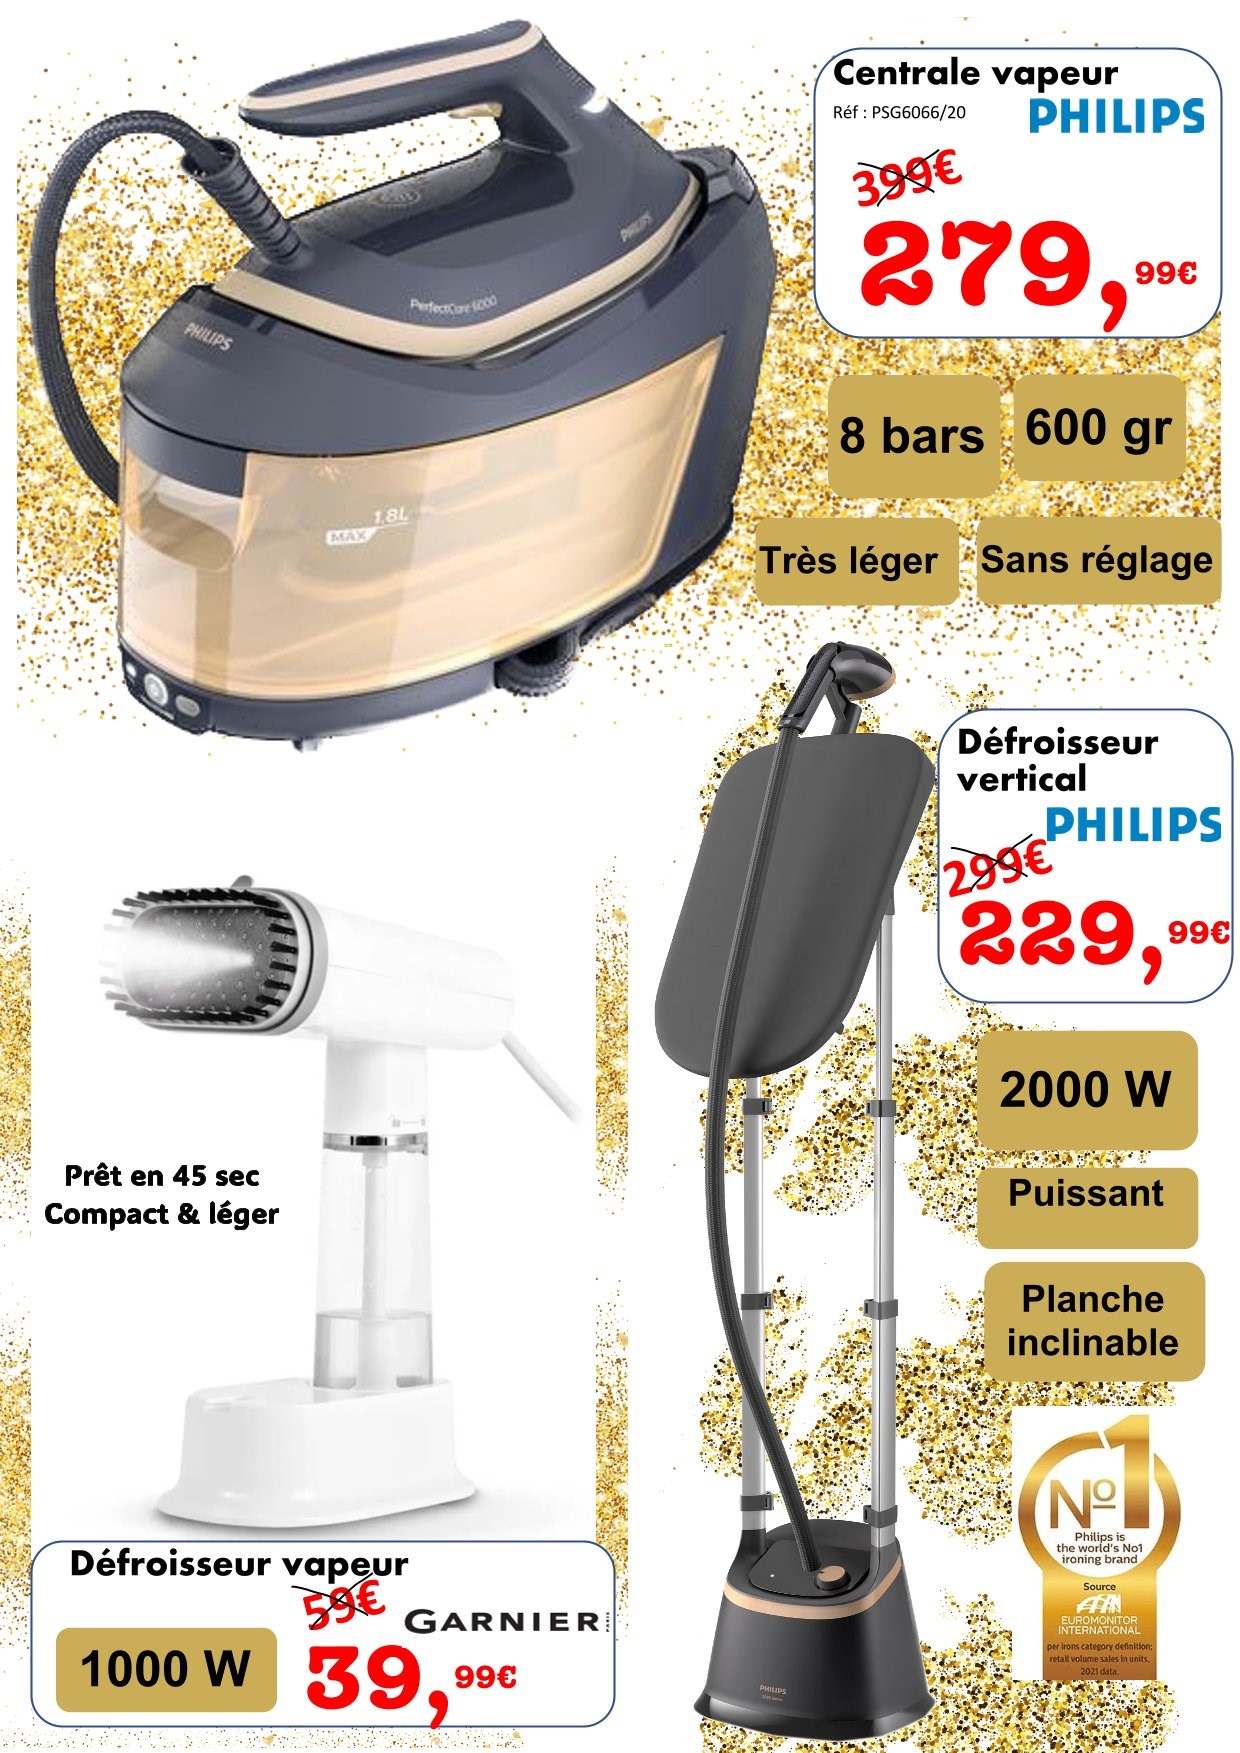 Centrale vapeur
Réf : PSG6066/20
PHILIPS
399€
279,99€
PHILIPS
PerfectCare 6000
PHILIPS
1,8L
MAX
8 bars
600 gr
Très léger
Sans réglage
Défroisseur
vertical
PHILIPS
299€
229,99€
2000 W
Puissant
Planche
inclinable
Prêt en 45 sec
Compact & léger
Nº1
Philips is
the world's No1
ironing brand
Source
EUROMONITOR
INTERNATIONAL
per irons category definition;
retail volume sales in units,
2021 data.
PHILIPS
Défroisseur vapeur
59€
GARNIER
PARIS
1000 W
39,99€